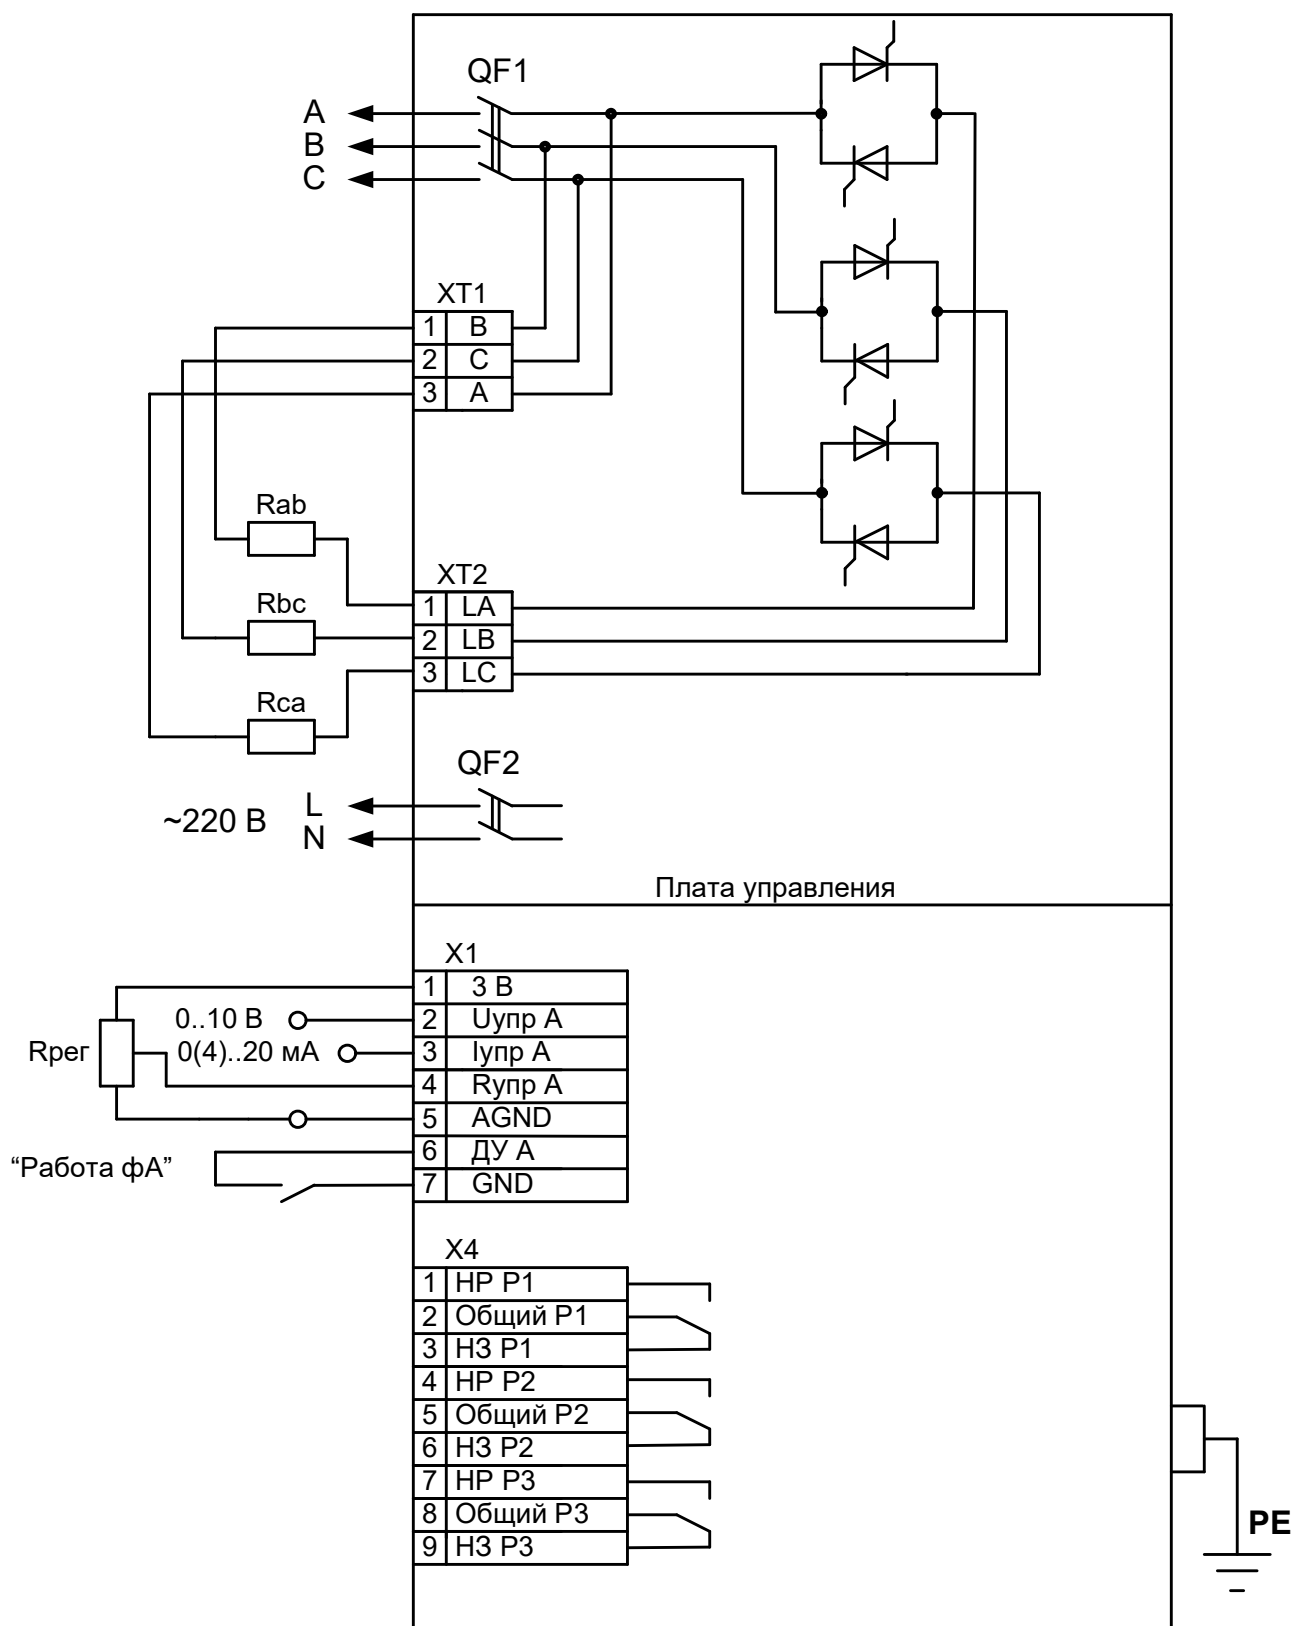 QF1
A
B
C
XT1
1 B
2 C
3 A
Rab
XT2
Rbc
1 LA
2 LB
3 LC
Rca
QF2
~220 В
L
N
Плата управления
X1
1 3 В
0..10 В 2 Uупр А
Rрег 0(4)..20 мА 3 Iупр А
4 Rупр А
5 AGND
6 ДУ А
“Работа фА” 7 GND
X4
1 НР Р1
2 Общий Р1
3 НЗ Р1
4 НР Р2
5 Общий Р2
6 НЗ Р2
7 НР Р3
8 Общий Р3
9 НЗ Р3
PE